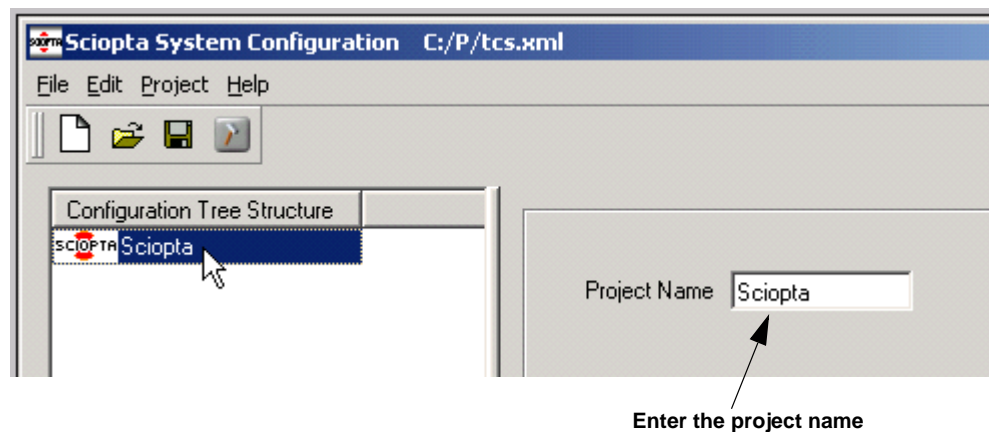 SCIOPTA Sciopta System Configuration C:/P/tcs.xml
File Edit Project Help
Configuration Tree Structure
SCIOPTA Sciopta
Project Name Sciopta
Enter the project name